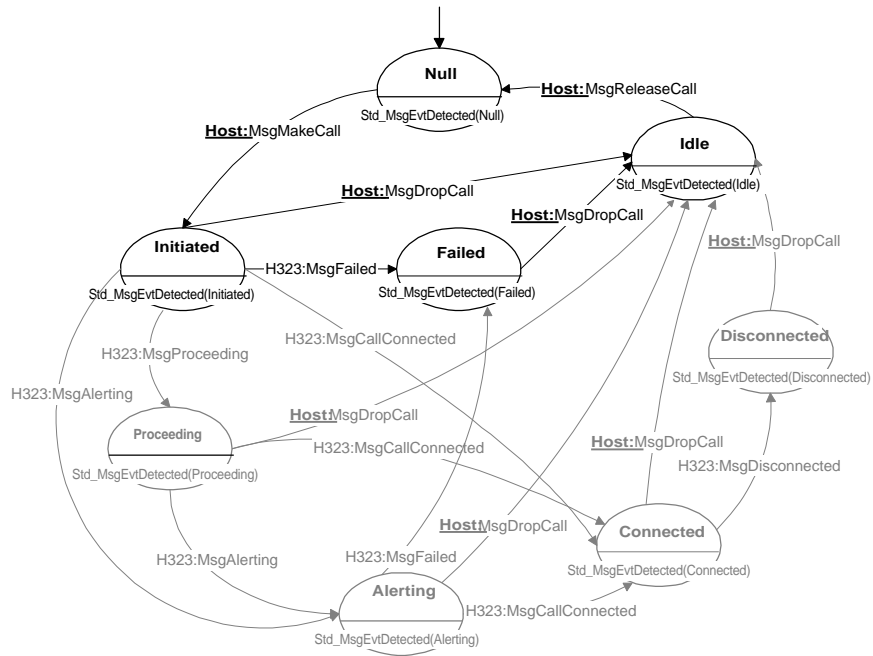 Null
Host:MsgReleaseCall
Std_MsgEvtDetected(Null)
Host:MsgMakeCall
Idle
Std_MsgEvtDetected(Idle)
Host:MsgDropCall
Host:MsgDropCall
Host:MsgDropCall
Initiated
Failed
H323:MsgFailed
Std_MsgEvtDetected(Initiated)
Std_MsgEvtDetected(Failed)
H323:MsgCallConnected
Disconnected
H323:MsgProceeding
Std_MsgEvtDetected(Disconnected)
H323:MsgAlerting
Host:MsgDropCall
Proceeding
H323:MsgCallConnected
Host:MsgDropCall
H323:MsgDisconnected
Std_MsgEvtDetected(Proceeding)
Host:MsgDropCall
Connected
H323:MsgAlerting
H323:MsgFailed
Std_MsgEvtDetected(Connected)
Alerting
H323:MsgCallConnected
Std_MsgEvtDetected(Alerting)